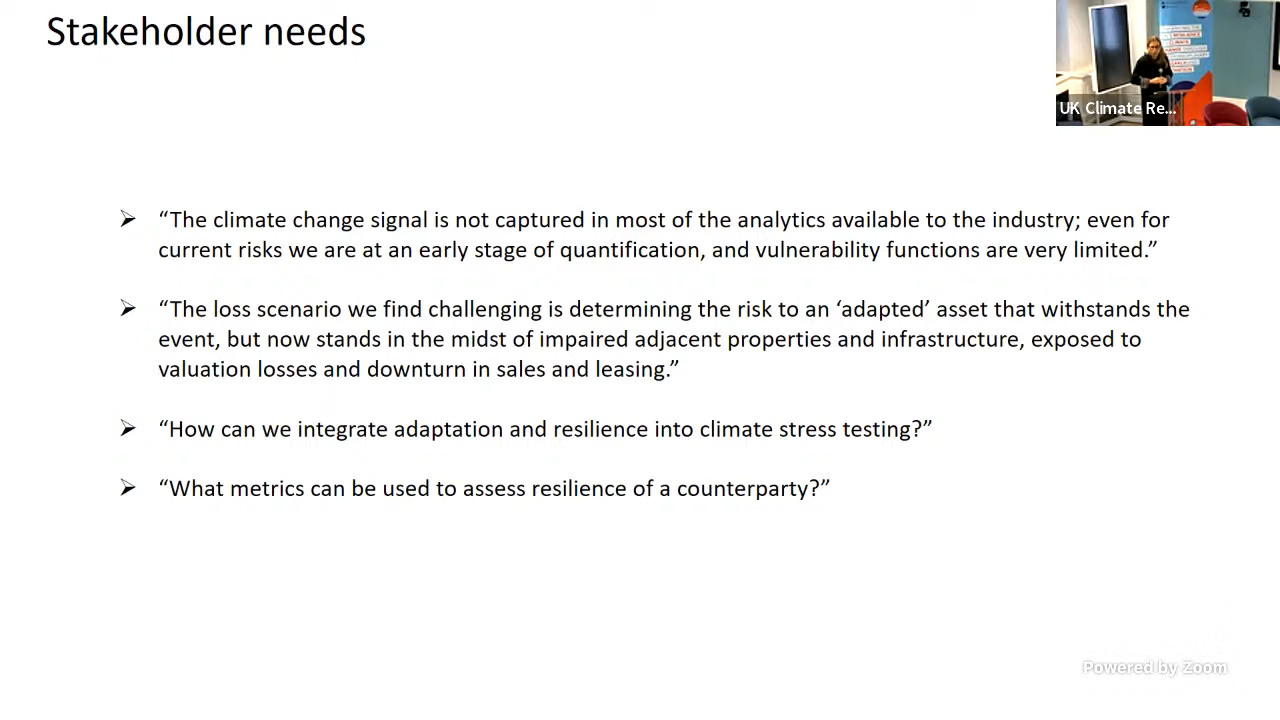 Stakeholder needs
UK Climate Re...
➢ “The climate change signal is not captured in most of the analytics available to the industry; even for
current risks we are at an early stage of quantification, and vulnerability functions are very limited.”
➢ “The loss scenario we find challenging is determining the risk to an ‘adapted’ asset that withstands the
event, but now stands in the midst of impaired adjacent properties and infrastructure, exposed to
valuation losses and downturn in sales and leasing.”
➢ “How can we integrate adaptation and resilience into climate stress testing?”
➢ “What metrics can be used to assess resilience of a counterparty?”
Powered by Zoom